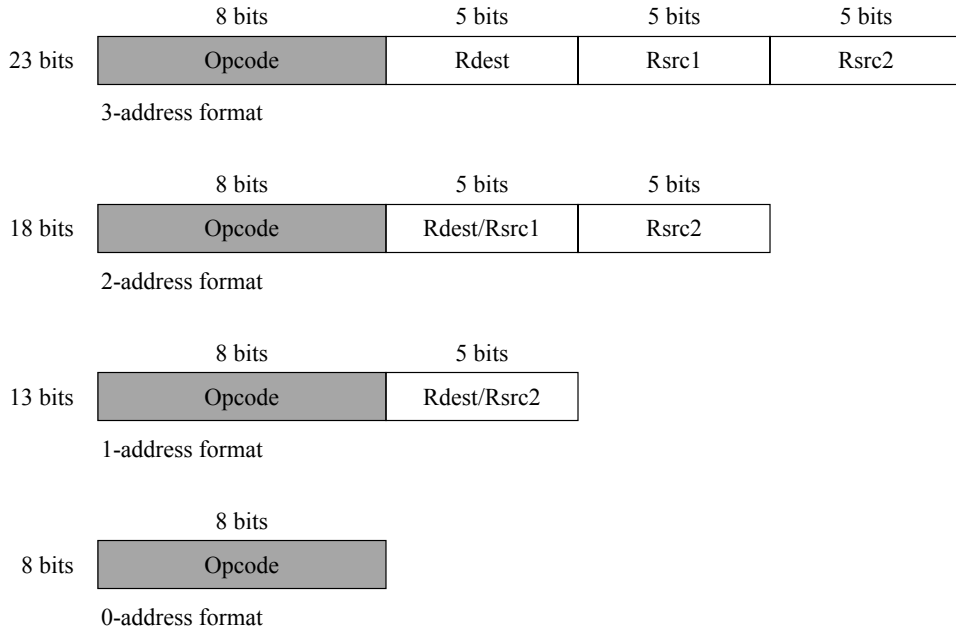 8 bits 5 bits 5 bits 5 bits
23 bits Opcode Rdest Rsrc1 Rsrc2
3-address format
8 bits 5 bits 5 bits
18 bits Opcode Rdest/Rsrc1 Rsrc2
2-address format
8 bits 5 bits
13 bits Opcode Rdest/Rsrc2
1-address format
8 bits
8 bits Opcode
0-address format